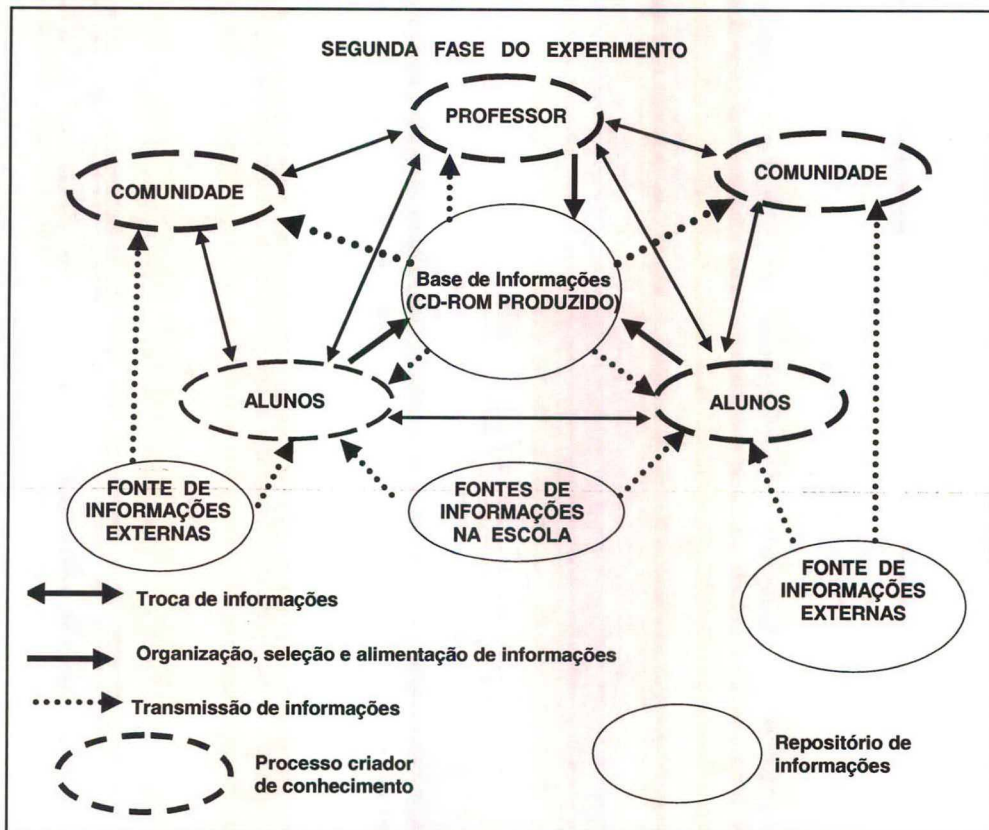 SEGUNDA FASE DO EXPERIMENTO
PROFESSOR
COMUNIDADE
COMUNIDADE
Base de Informações
(CD-ROM PRODUZIDO)
ALUNOS
ALUNOS
FONTE DE
INFORMAÇÕES
EXTERNAS
FONTES DE
INFORMAÇÕES
NA ESCOLA
FONTE DE
INFORMAÇÕES
EXTERNAS
Troca de informações
Organização, seleção e alimentação de informações
Transmissão de informações
Processo criador
de conhecimento
Repositório de
informações